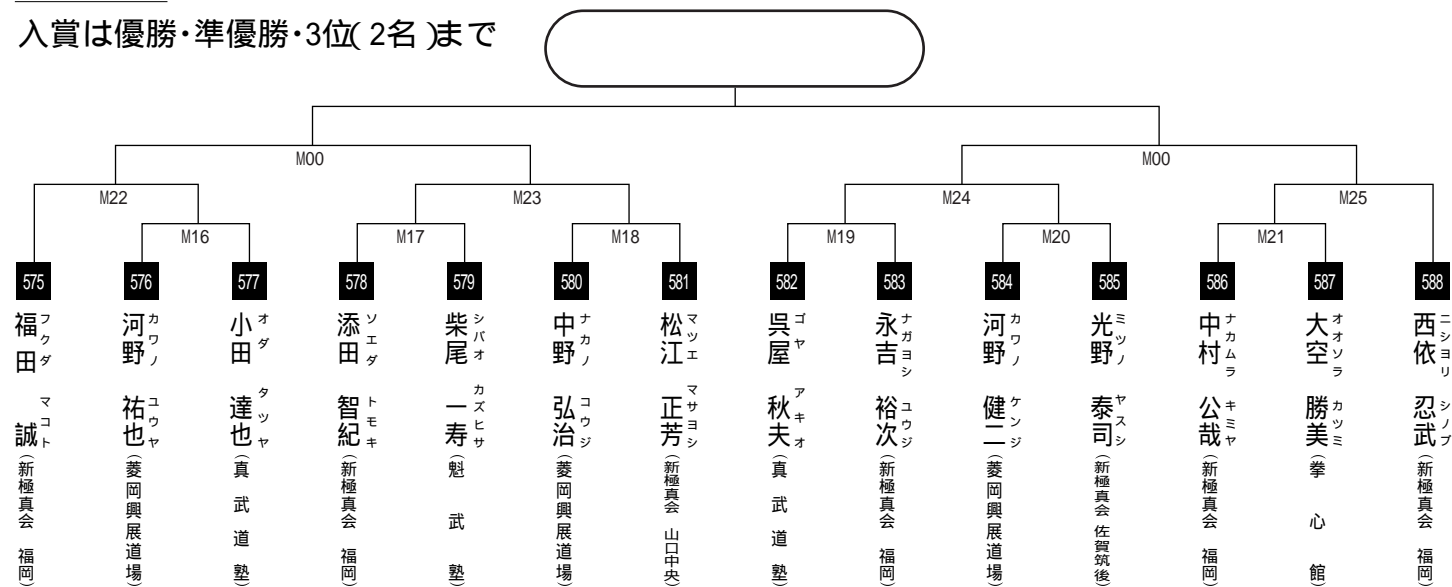 入賞は優勝・準優勝・3位(2名)まで
M00
M00
M22
M23
M24
M25
M16
M17
M18
M19
M20
M21
575
576
577
578
579
580
581
582
583
584
585
586
587
588
福田 誠(新極真会 福岡)
フクダ マコト
河野 祐也(菱岡興展道場)
カワノ ユウヤ
小田 達也(真武道塾)
オダ タツヤ
添田 智紀(新極真会 福岡)
ソエダ トモキ
柴尾 一寿(魁武塾)
シバオ カズヒサ
中野 弘治(菱岡興展道場)
ナカノ コウジ
松江 正芳(新極真会 山口中央)
マツエ マサヨシ
呉屋 秋夫(真武道塾)
ゴヤ アキオ
永吉 裕次(新極真会 福岡)
ナガヨシ ユウジ
河野 健二(菱岡興展道場)
カワノ ケンジ
光野 泰司(新極真会 佐賀筑後)
ミツノ ヤスシ
中村 公哉(新極真会 福岡)
ナカムラ キミヤ
大空 勝美(拳心館)
オオソラ カツミ
西依 忍武(新極真会 福岡)
ニシヨリ シノブ